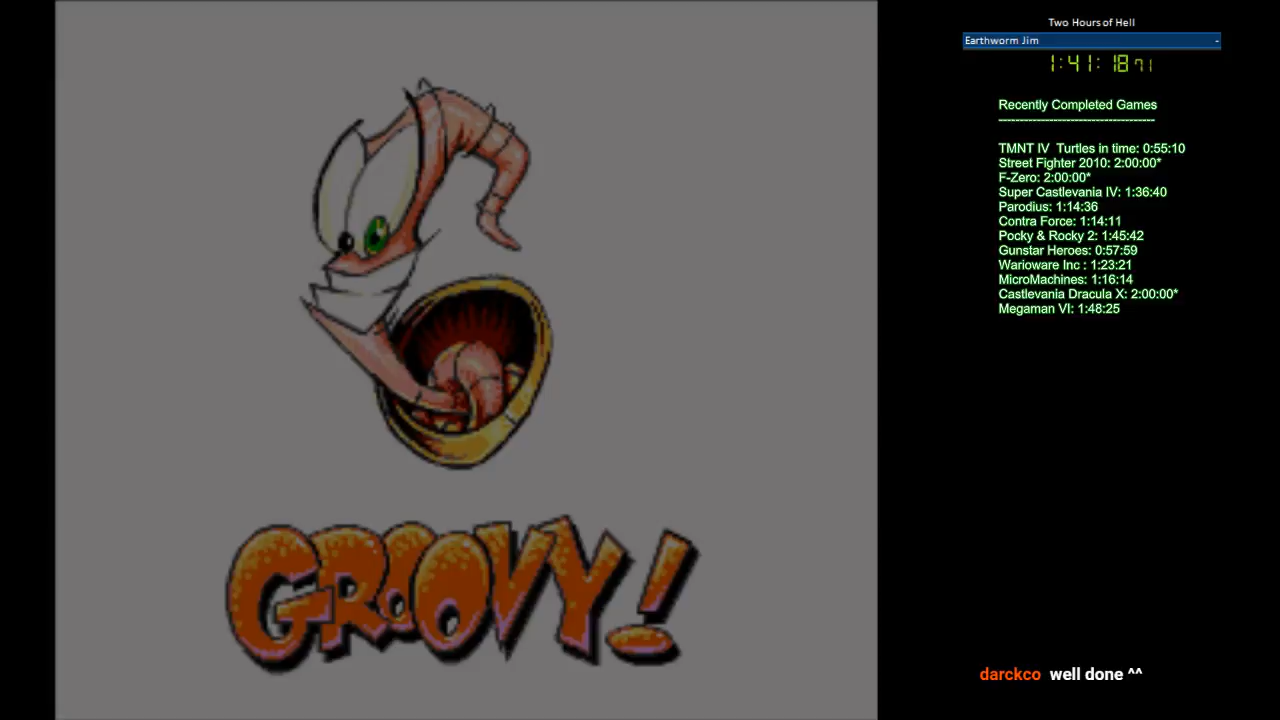 GROOVY!
Two Hours of Hell
Earthworm Jim -
1:41:18 71
Recently Completed Games
-----------------------------------
TMNT IV Turtles in time: 0:55:10
Street Fighter 2010: 2:00:00*
F-Zero: 2:00:00*
Super Castlevania IV: 1:36:40
Parodius: 1:14:36
Contra Force: 1:14:11
Pocky & Rocky 2: 1:45:42
Gunstar Heroes: 0:57:59
Warioware Inc : 1:23:21
MicroMachines: 1:16:14
Castlevania Dracula X: 2:00:00*
Megaman VI: 1:48:25
darckco well done ^^